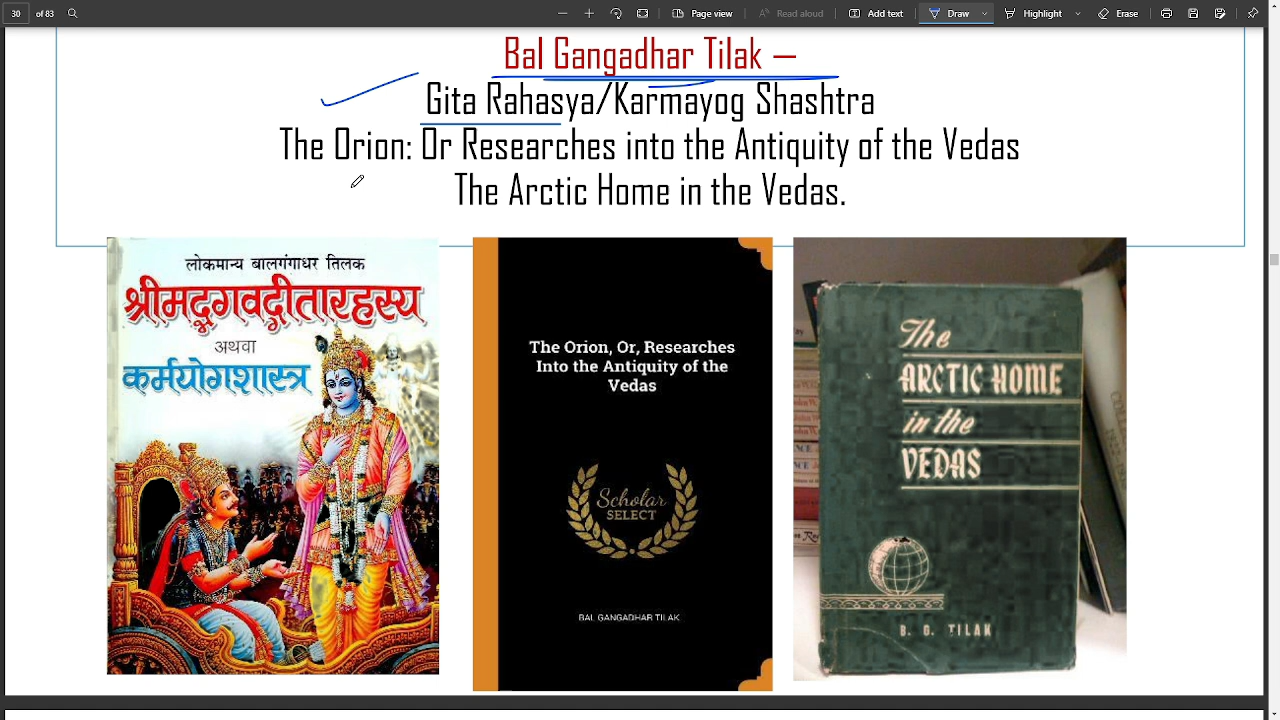 30 of 83
Page view
Read aloud
Add text
Draw
Highlight
Erase
Bal Gangadhar Tilak —
Gita Rahasya/Karmayog Shashtra
The Orion: Or Researches into the Antiquity of the Vedas
The Arctic Home in the Vedas.
लोकमान्य बालगंगाधर तिलक
श्रीमद्भगवद्गीतारहस्य
अथवा
कर्मयोगशास्त्र
The Orion, Or, Researches
Into the Antiquity of the
Vedas
Scholar
SELECT
BAL GANGADHAR TILAK
The
ARCTIC HOME
in the
VEDAS
B. G. TILAK